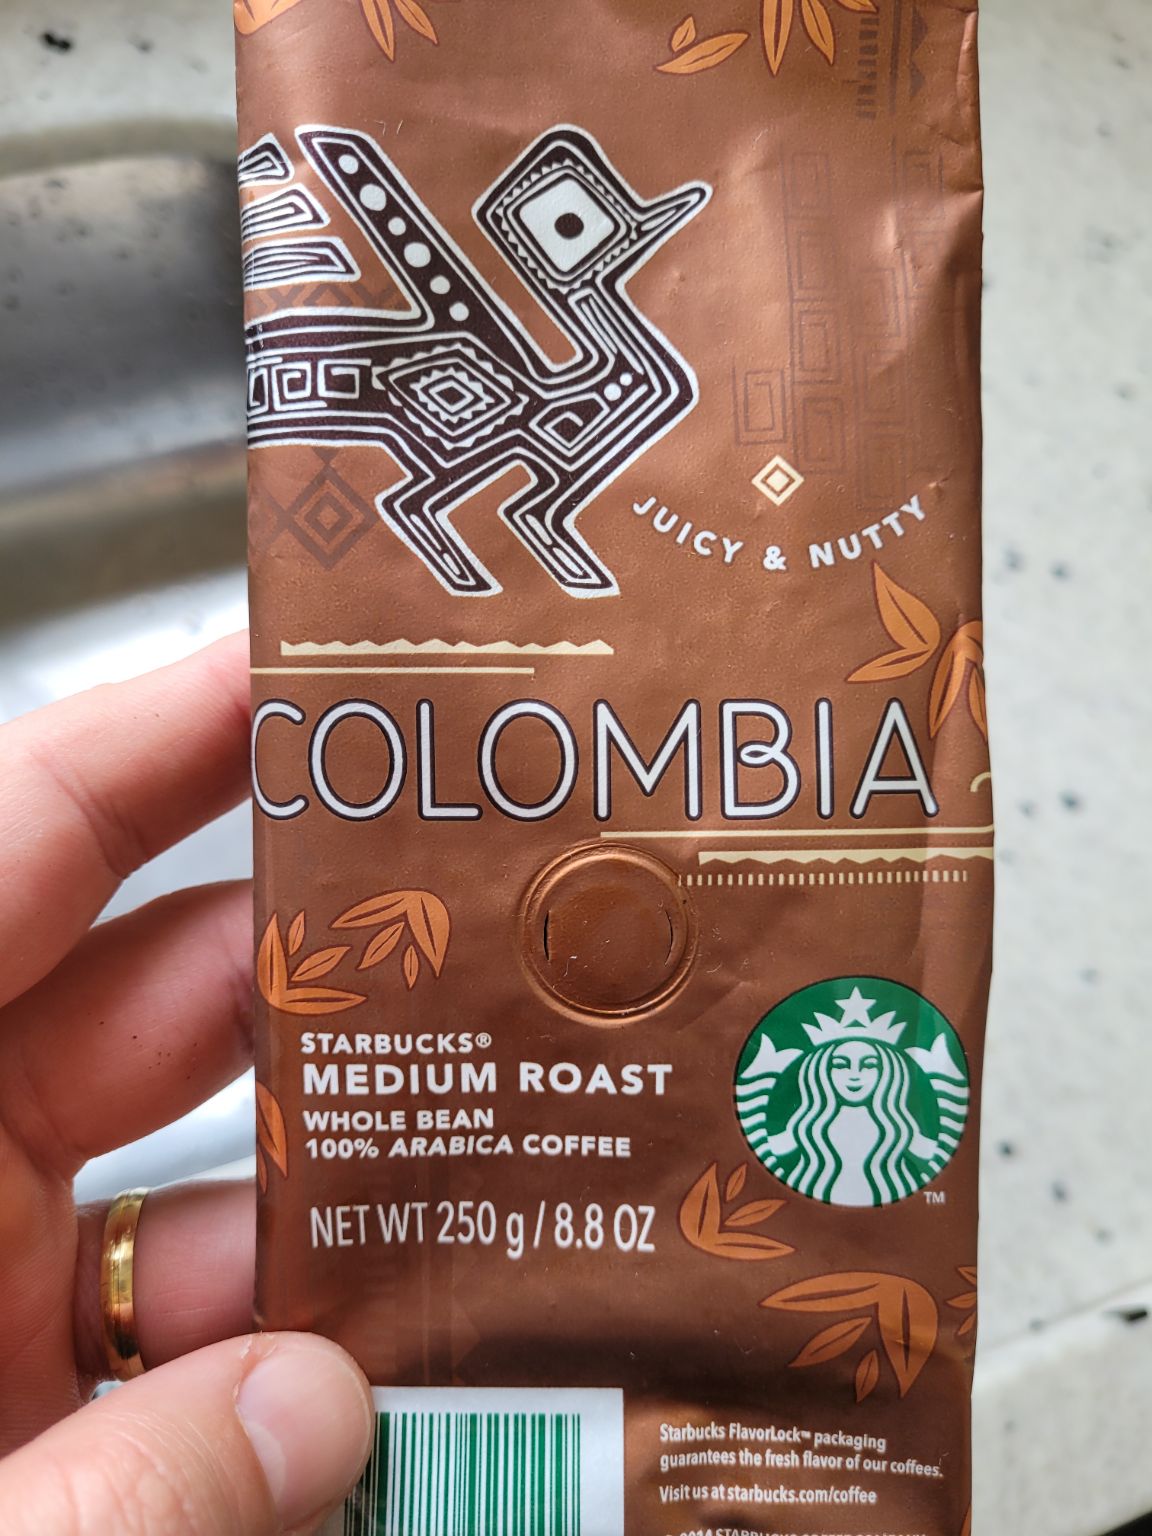 JUICY & NUTTY
COLOMBIA
STARBUCKS®
MEDIUM ROAST
WHOLE BEAN
100% ARABICA COFFEE
TM
NET WT 250 g / 8.8 OZ
Starbucks FlavorLock™ packaging
guarantees the fresh flavor of our coffees.
Visit us at starbucks.com/coffee